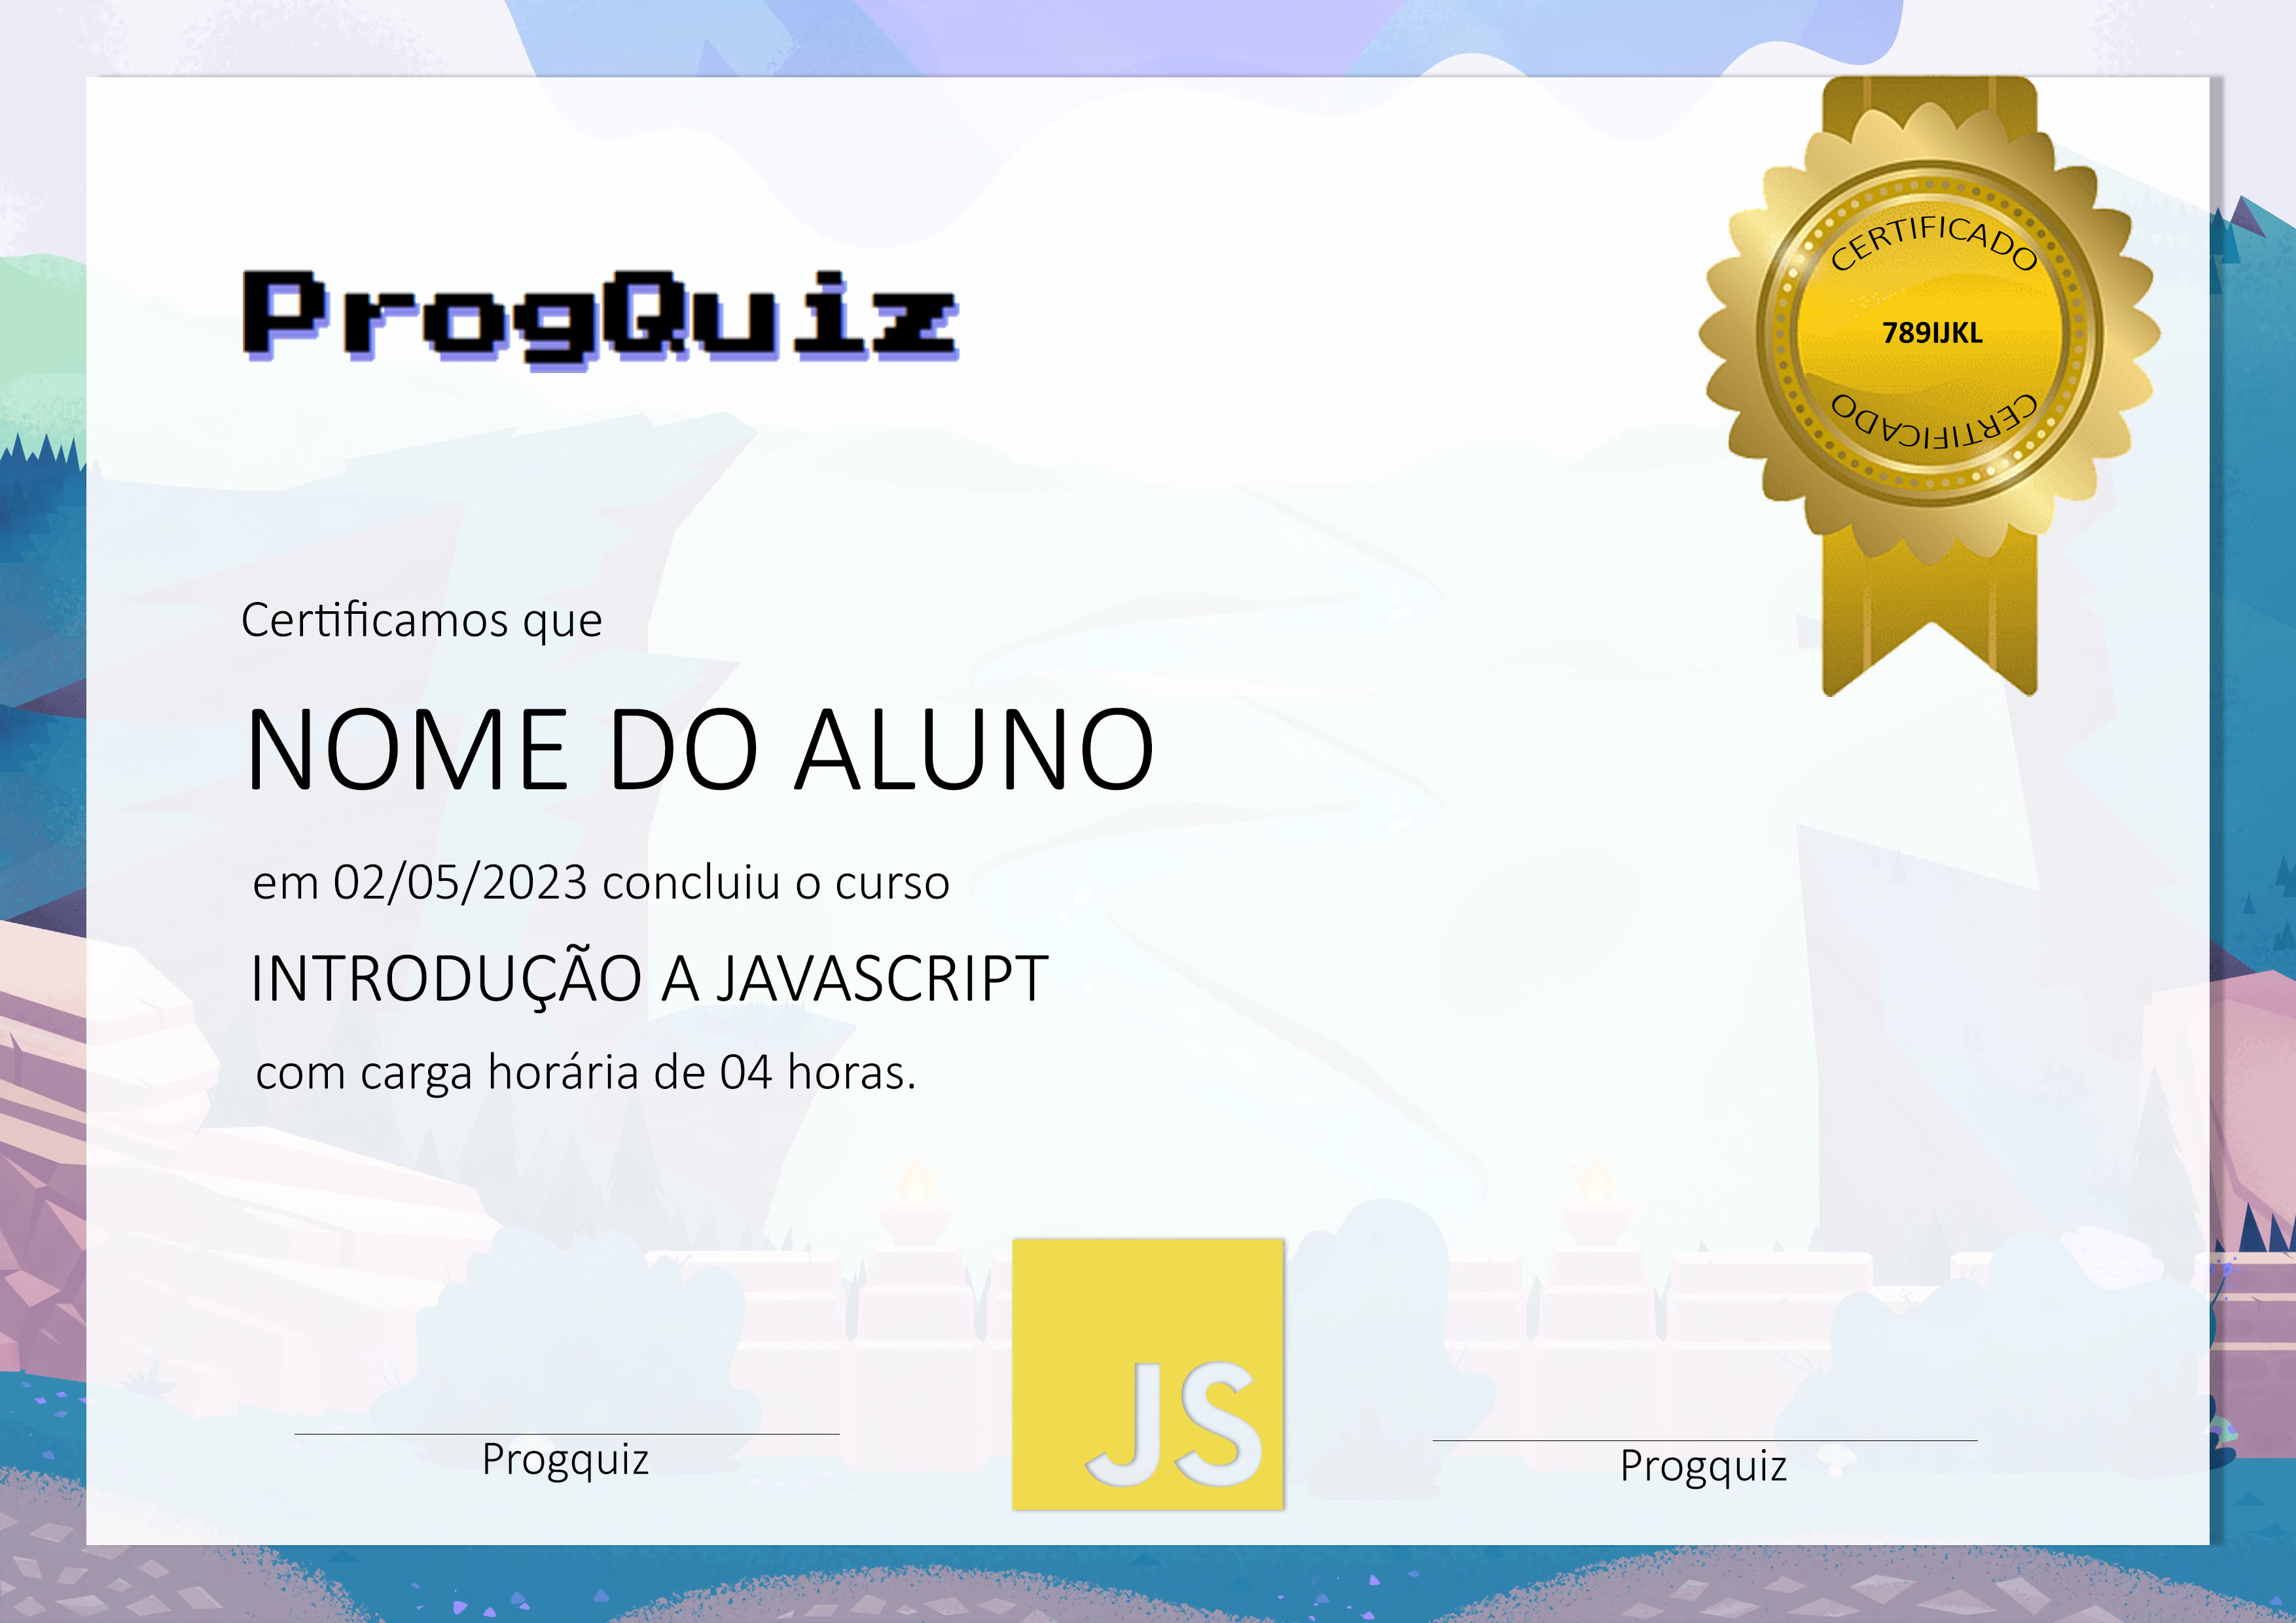 ProgQuiz
CERTIFICADO
789IJKL
CERTIFICADO
Certificamos que
NOME DO ALUNO
em 02/05/2023 concluiu o curso
INTRODUÇÃO A JAVASCRIPT
com carga horária de 04 horas.
JS
Progquiz
Progquiz